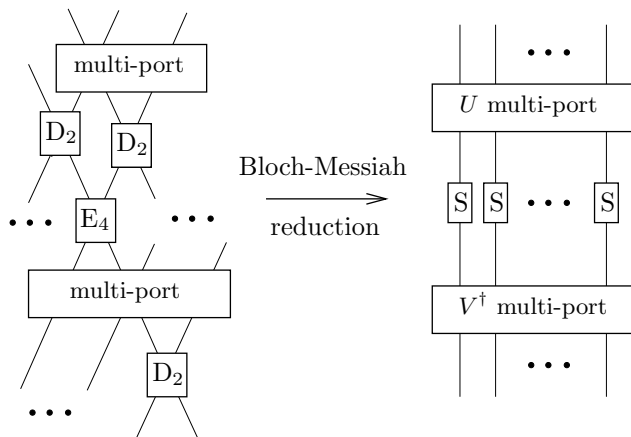 multi-port
D₂
D₂
E₄
multi-port
D₂
Bloch-Messiah
reduction
U multi-port
S S S
V† multi-port